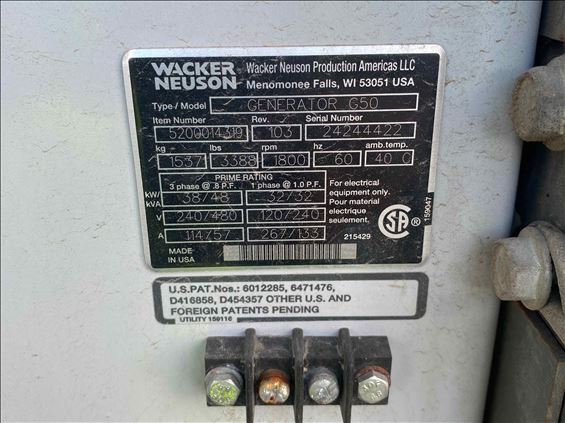 WACKER NEUSON
Wacker Neuson Production Americas LLC
Menomonee Falls, WI 53051 USA
Type / Model GENERATOR G50
Item Number Rev. Serial Number
5200014319 103 24244422
kg lbs rpm hz amb.temp.
1537 3388 1800 60 40 C
PRIME RATING
3 phase @ .8 P.F. 1 phase @ 1.0 P.F.
kW/KVA 38/48 32/32
V 240/480 120/240
A 114/57 267/133
For electrical
equipment only.
Pour materiel
electrique
seulement.
SA
159047
215429
MADE
IN USA
U.S.PAT.Nos.: 6012285, 6471476,
D416858, D454357 OTHER U.S. AND
FOREIGN PATENTS PENDING
UTILITY 159116